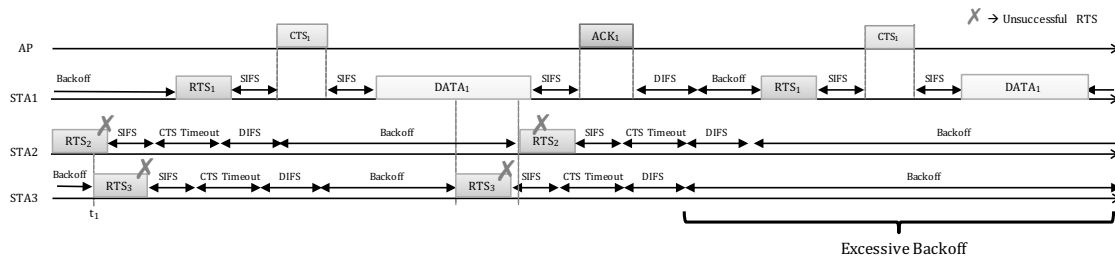 ✗ → Unsuccessful RTS
AP CTS₁ ACK₁ CTS₁
STA1 Backoff RTS₁ SIFS SIFS DATA₁ SIFS DIFS Backoff RTS₁ SIFS SIFS DATA₁
STA2 RTS₂ SIFS CTS Timeout DIFS Backoff RTS₂ SIFS CTS Timeout DIFS Backoff
STA3 Backoff RTS₃ SIFS CTS Timeout DIFS Backoff RTS₃ SIFS CTS Timeout DIFS Backoff
t₁
Excessive Backoff